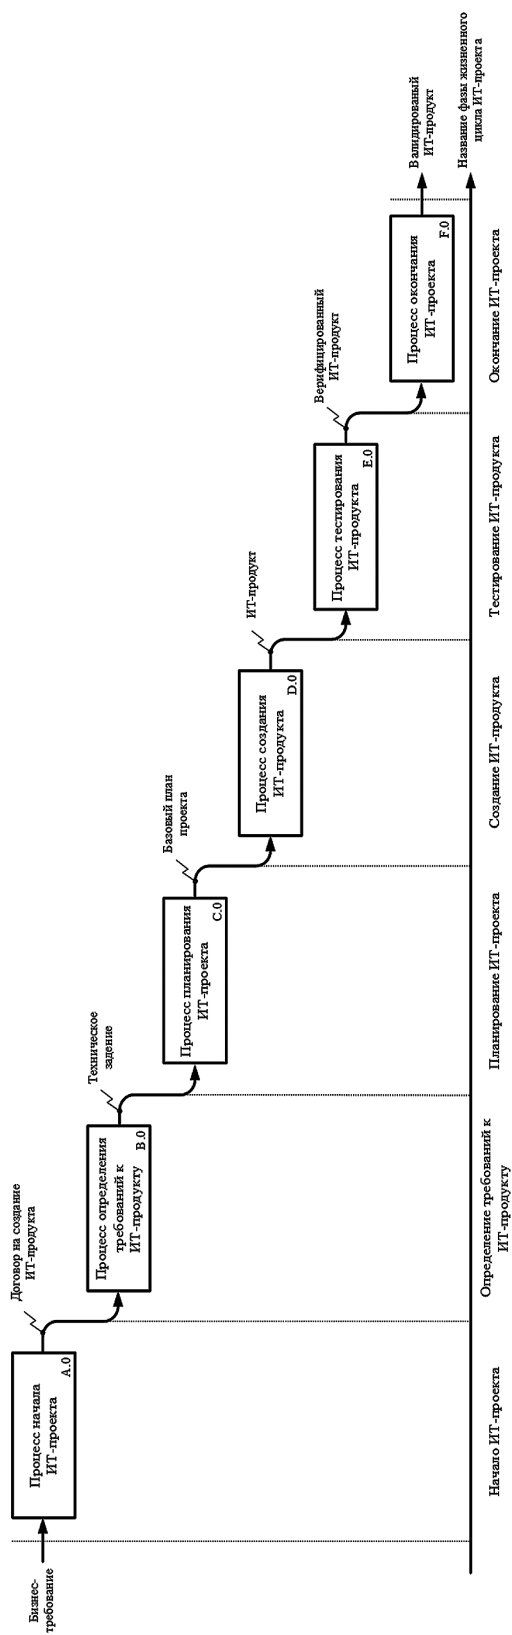 Бизнес-
требование
Процесс начала
ИТ-проекта
A.0
Договор на создание
ИТ-продукта
Процесс определения
требований к
ИТ-продукту
B.0
Техническое
задение
Процесс планирования
ИТ-проекта
C.0
Базовый план
проекта
Процесс создания
ИТ-продукта
D.0
ИТ-продукт
Процесс тестирования
ИТ-продукта
E.0
Верифицированный
ИТ-продукт
Процесс окончания
ИТ-проекта
F.0
Валидированый
ИТ-продукт
Название фазы жизненного
цикла ИТ-проекта
Начало ИТ-проекта
Определение требований к
ИТ-продукту
Планирование ИТ-проекта
Создание ИТ-продукта
Тестирование ИТ-продукта
Окончание ИТ-проекта